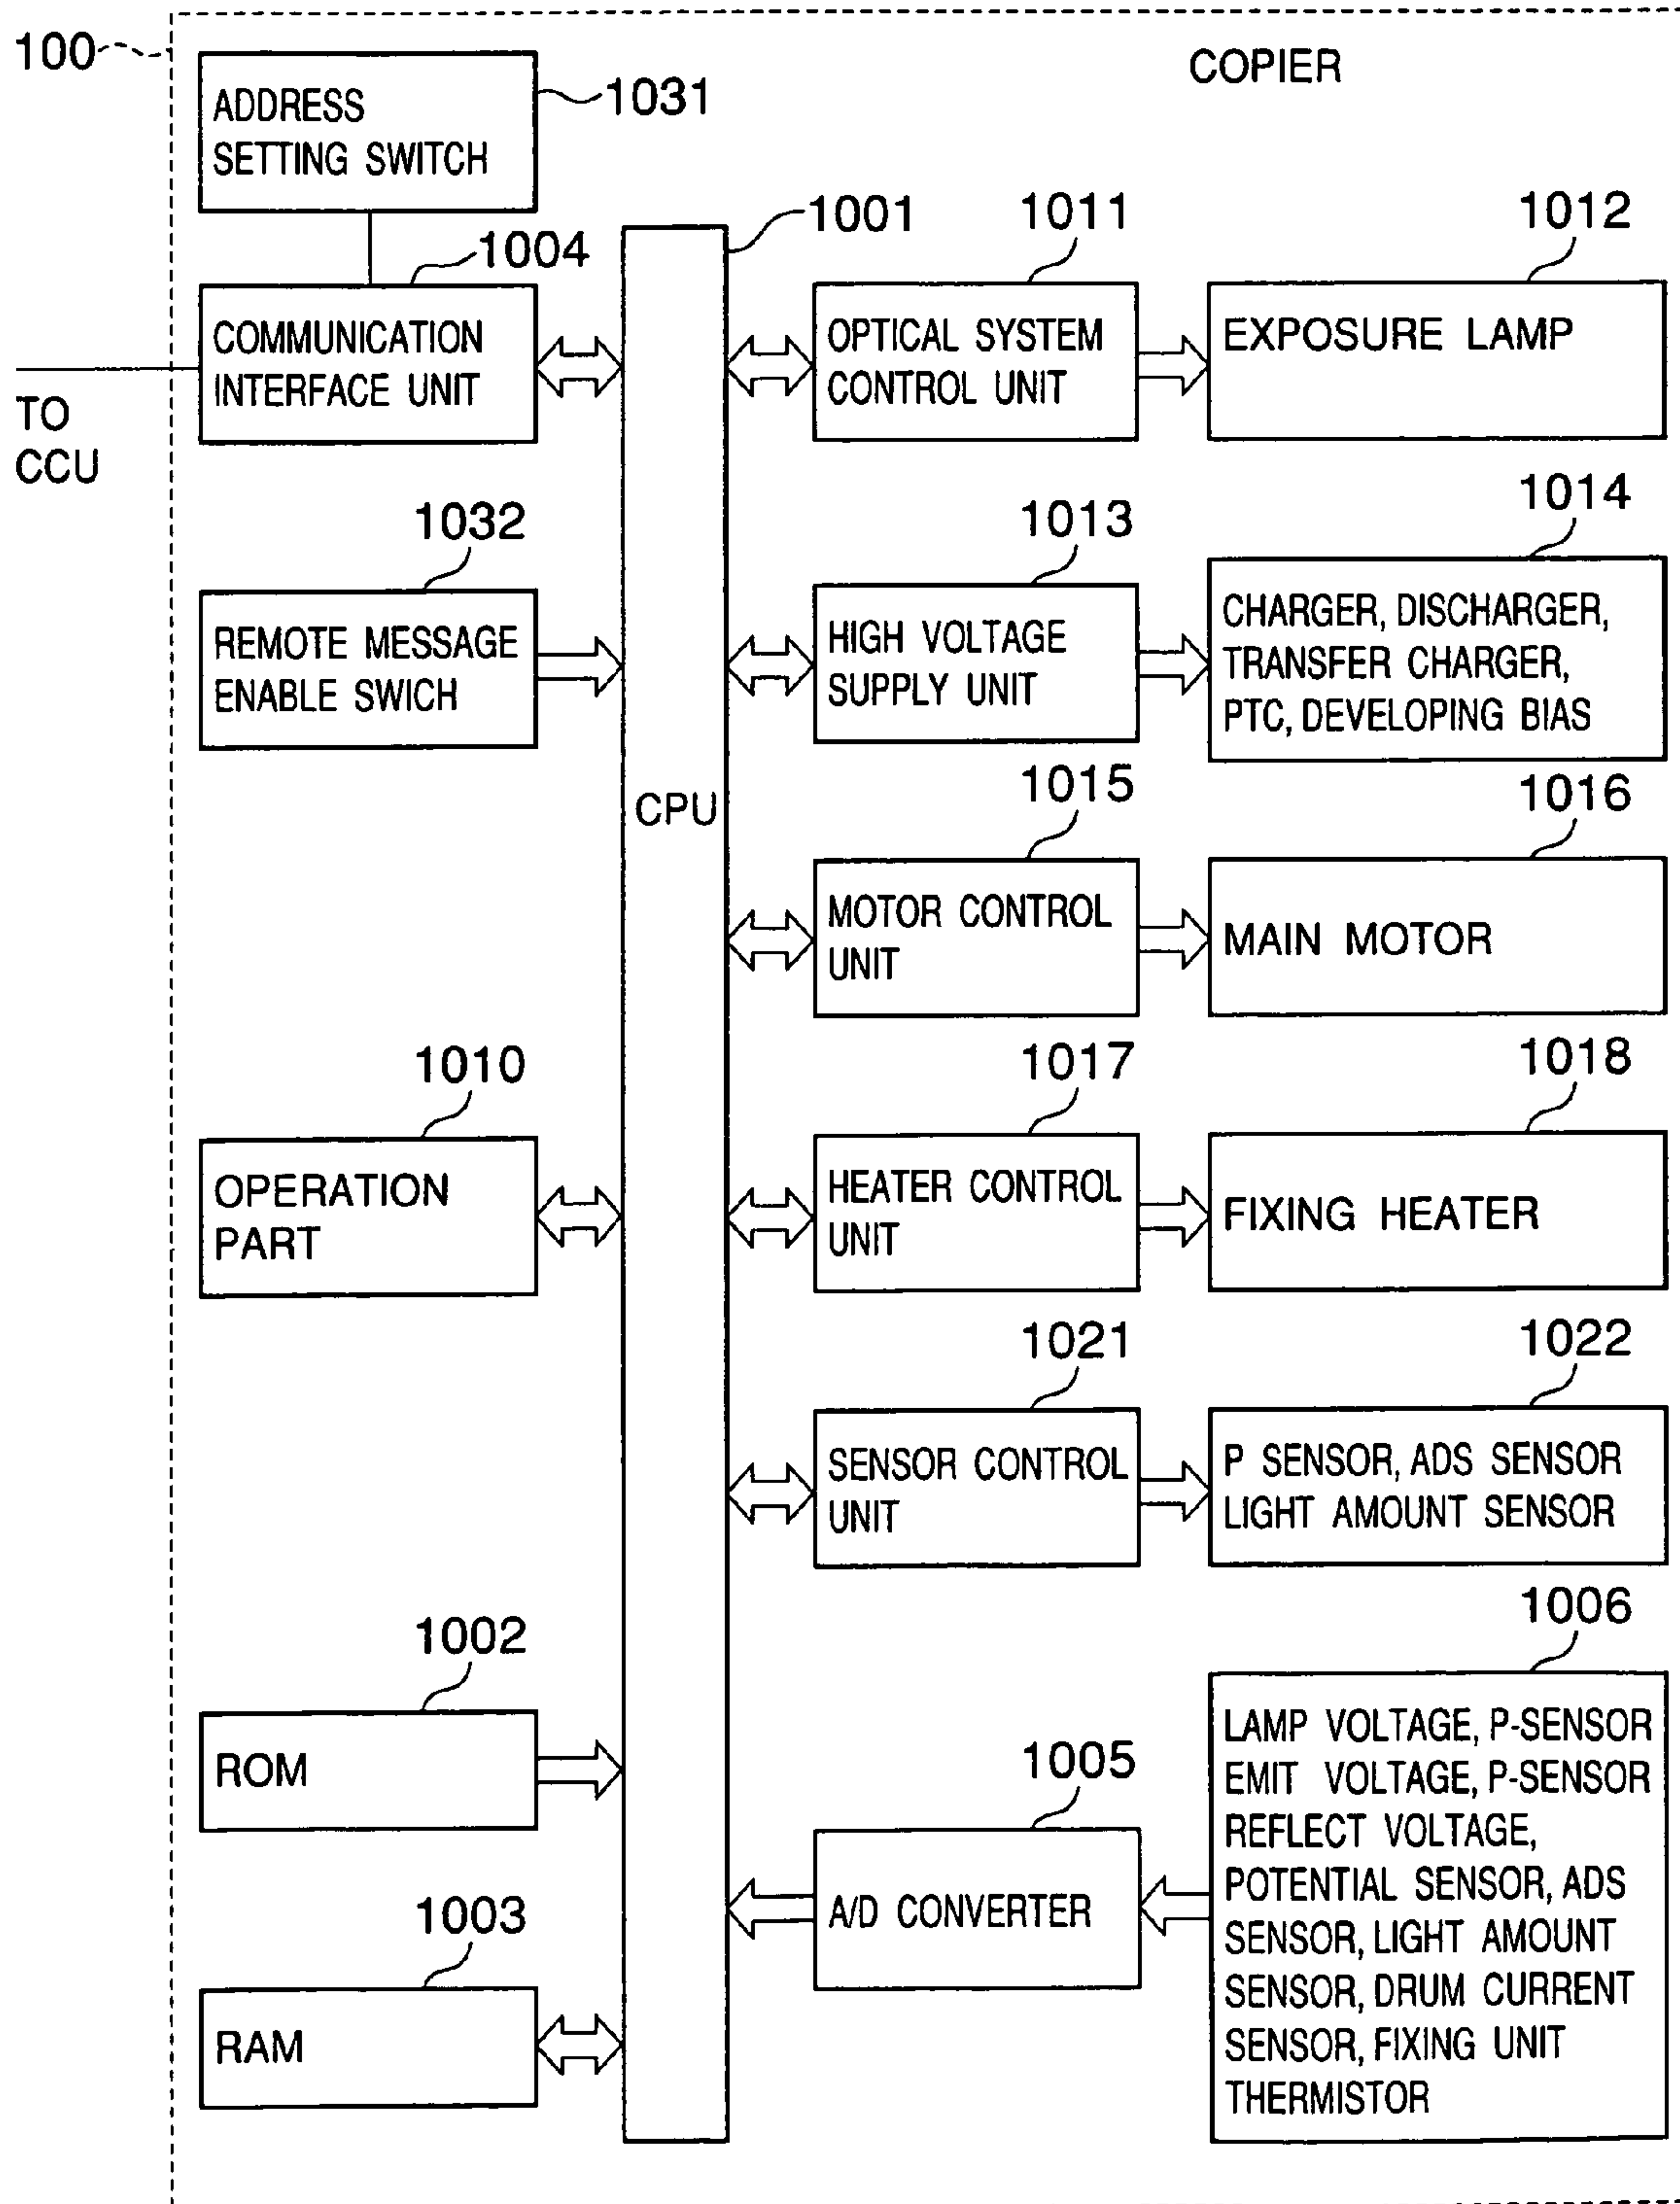 100
COPIER
ADDRESS
SETTING SWITCH
1031
1004
COMMUNICATION
INTERFACE UNIT
TO
CCU
1001
CPU
1011
OPTICAL SYSTEM
CONTROL UNIT
1012
EXPOSURE LAMP
1032
REMOTE MESSAGE
ENABLE SWICH
1013
HIGH VOLTAGE
SUPPLY UNIT
1014
CHARGER, DISCHARGER,
TRANSFER CHARGER,
PTC, DEVELOPING BIAS
1015
MOTOR CONTROL
UNIT
1016
MAIN MOTOR
1010
OPERATION
PART
1017
HEATER CONTROL
UNIT
1018
FIXING HEATER
1021
SENSOR CONTROL
UNIT
1022
P SENSOR, ADS SENSOR
LIGHT AMOUNT SENSOR
1002
ROM
1003
RAM
1005
A/D CONVERTER
1006
LAMP VOLTAGE, P-SENSOR
EMIT VOLTAGE, P-SENSOR
REFLECT VOLTAGE,
POTENTIAL SENSOR, ADS
SENSOR, LIGHT AMOUNT
SENSOR, DRUM CURRENT
SENSOR, FIXING UNIT
THERMISTOR